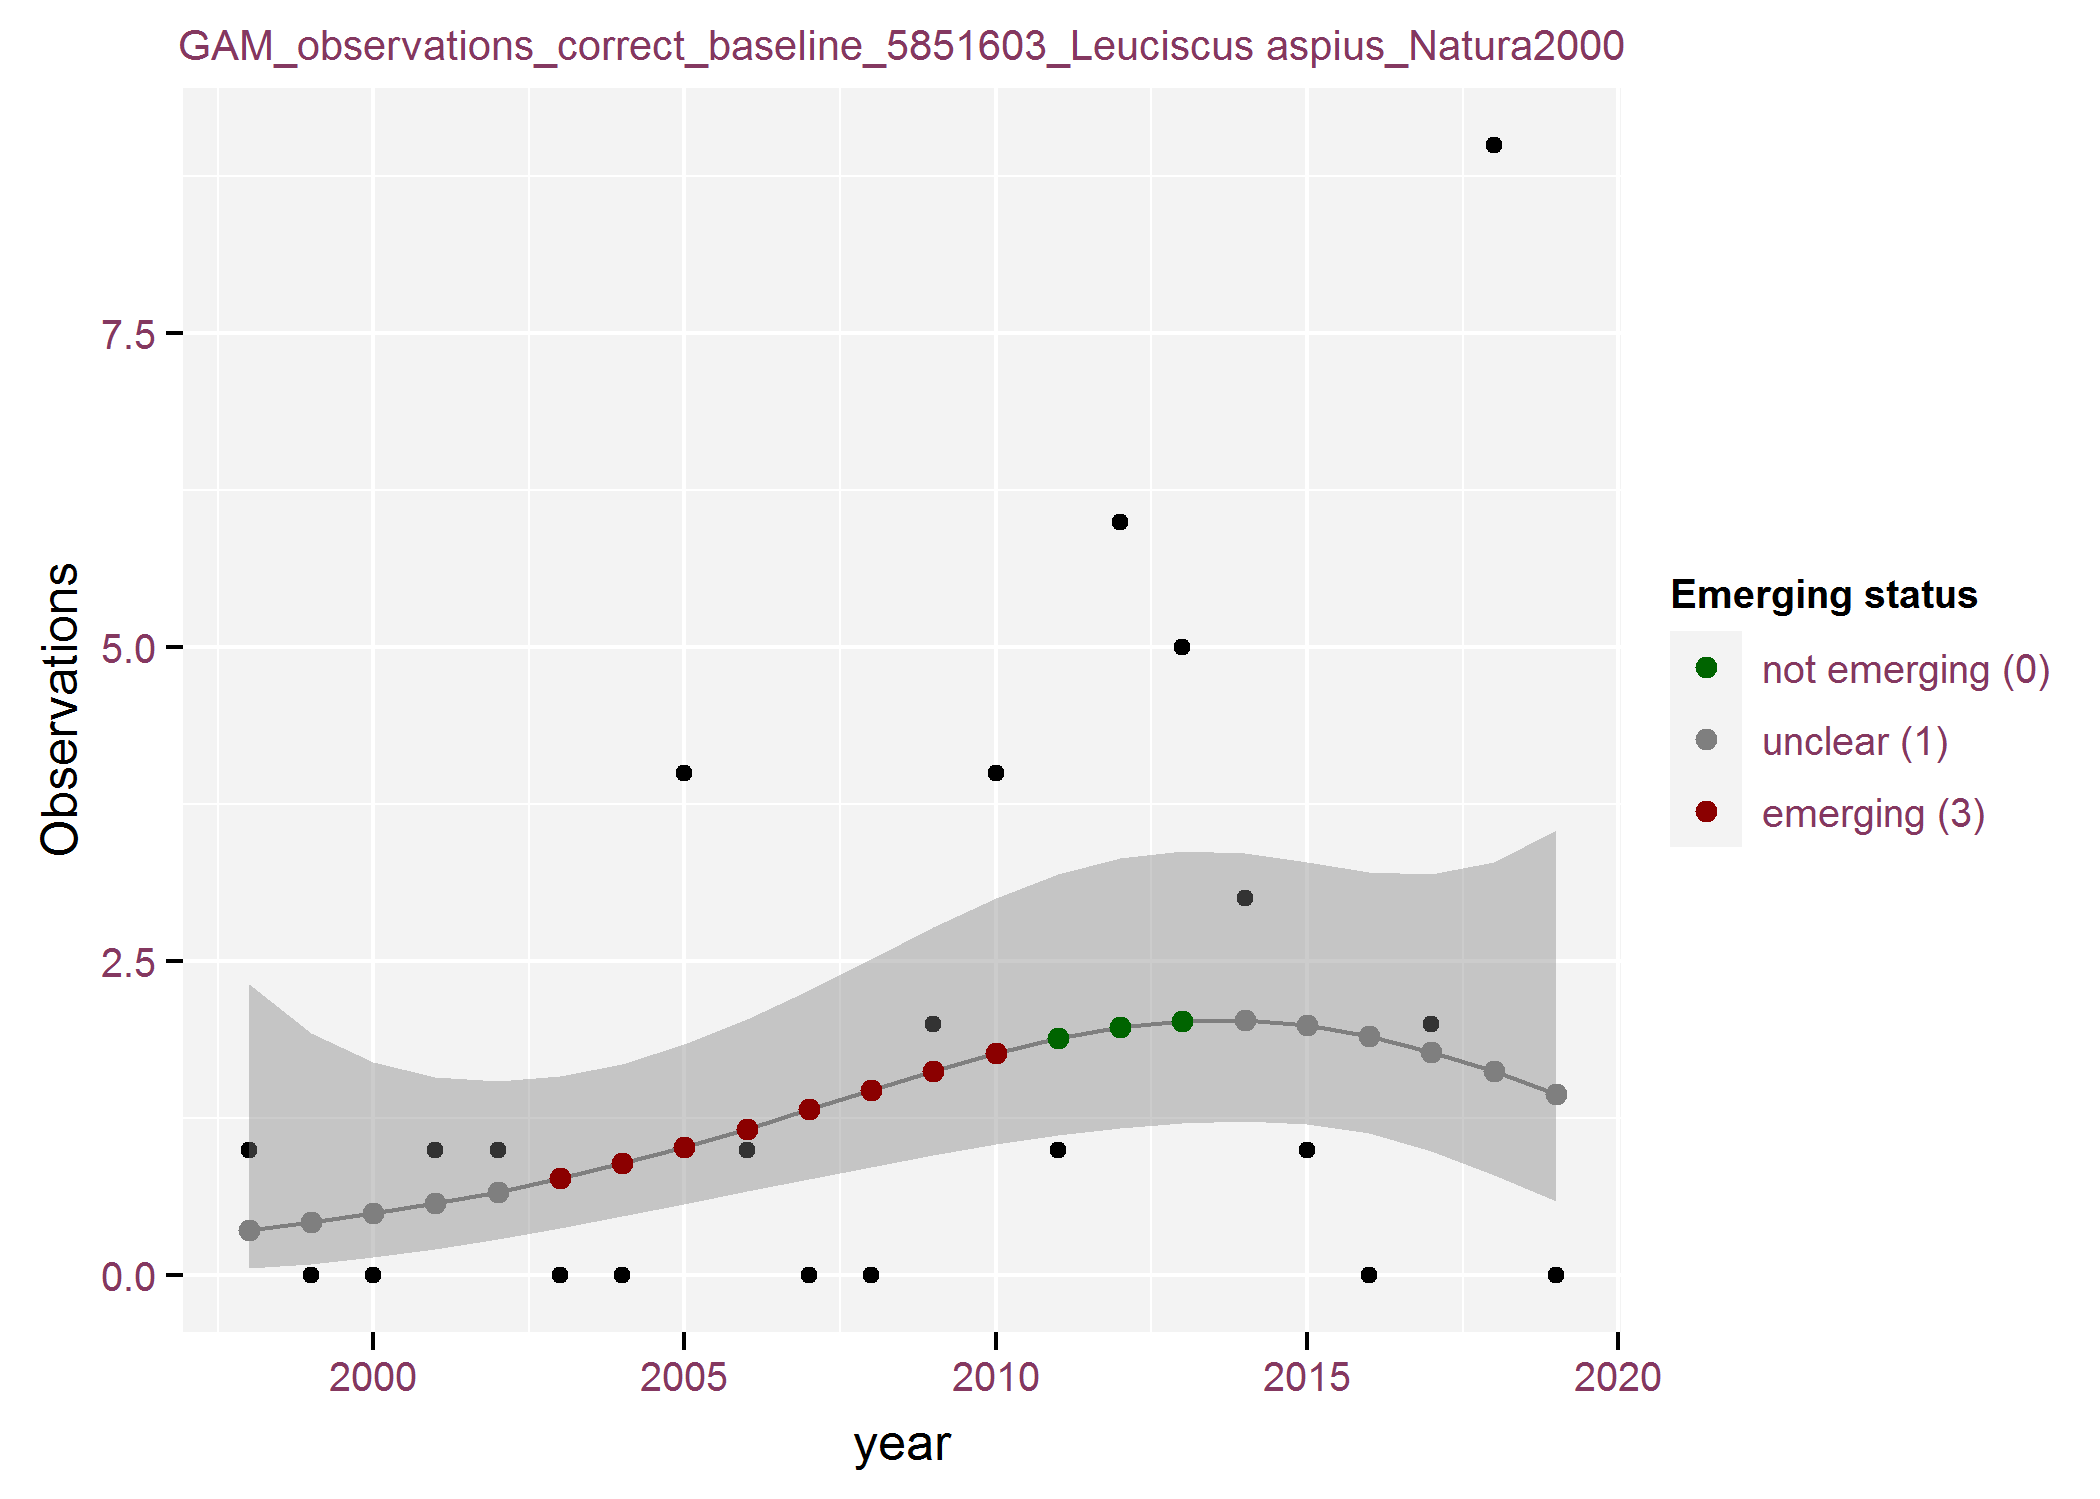 GAM_observations_correct_baseline_5851603_Leuciscus aspius_Natura2000
Observations
7.5
5.0
2.5
0.0
2000 2005 2010 2015 2020
year
Emerging status
not emerging (0)
unclear (1)
emerging (3)